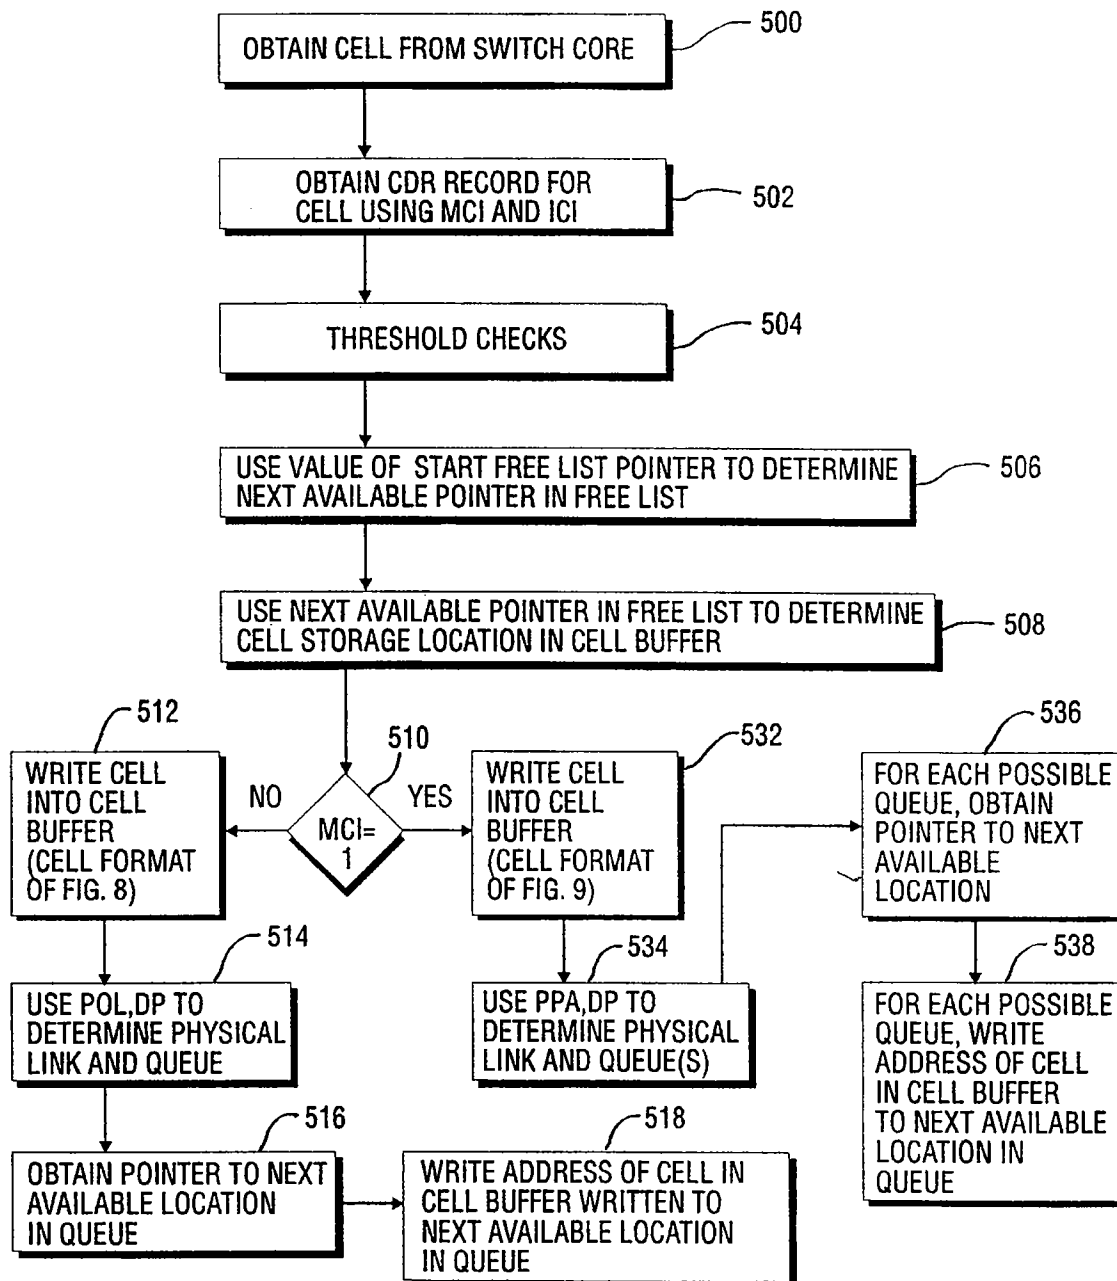 500
OBTAIN CELL FROM SWITCH CORE
OBTAIN CDR RECORD FOR
CELL USING MCI AND ICI
502
THRESHOLD CHECKS
504
USE VALUE OF START FREE LIST POINTER TO DETERMINE
NEXT AVAILABLE POINTER IN FREE LIST
506
USE NEXT AVAILABLE POINTER IN FREE LIST TO DETERMINE
CELL STORAGE LOCATION IN CELL BUFFER
508
512
WRITE CELL
INTO CELL
BUFFER
(CELL FORMAT
OF FIG. 8)
NO
510
MCI=
1
YES
532
WRITE CELL
INTO CELL
BUFFER
(CELL FORMAT
OF FIG. 9)
536
FOR EACH POSSIBLE
QUEUE, OBTAIN
POINTER TO NEXT
AVAILABLE
LOCATION
514
USE POL,DP TO
DETERMINE PHYSICAL
LINK AND QUEUE
534
USE PPA,DP TO
DETERMINE PHYSICAL
LINK AND QUEUE(S)
538
FOR EACH POSSIBLE
QUEUE, WRITE
ADDRESS OF CELL
IN CELL BUFFER
TO NEXT AVAILABLE
LOCATION IN
QUEUE
516
OBTAIN POINTER TO NEXT
AVAILABLE LOCATION
IN QUEUE
518
WRITE ADDRESS OF CELL IN
CELL BUFFER WRITTEN TO
NEXT AVAILABLE LOCATION
IN QUEUE